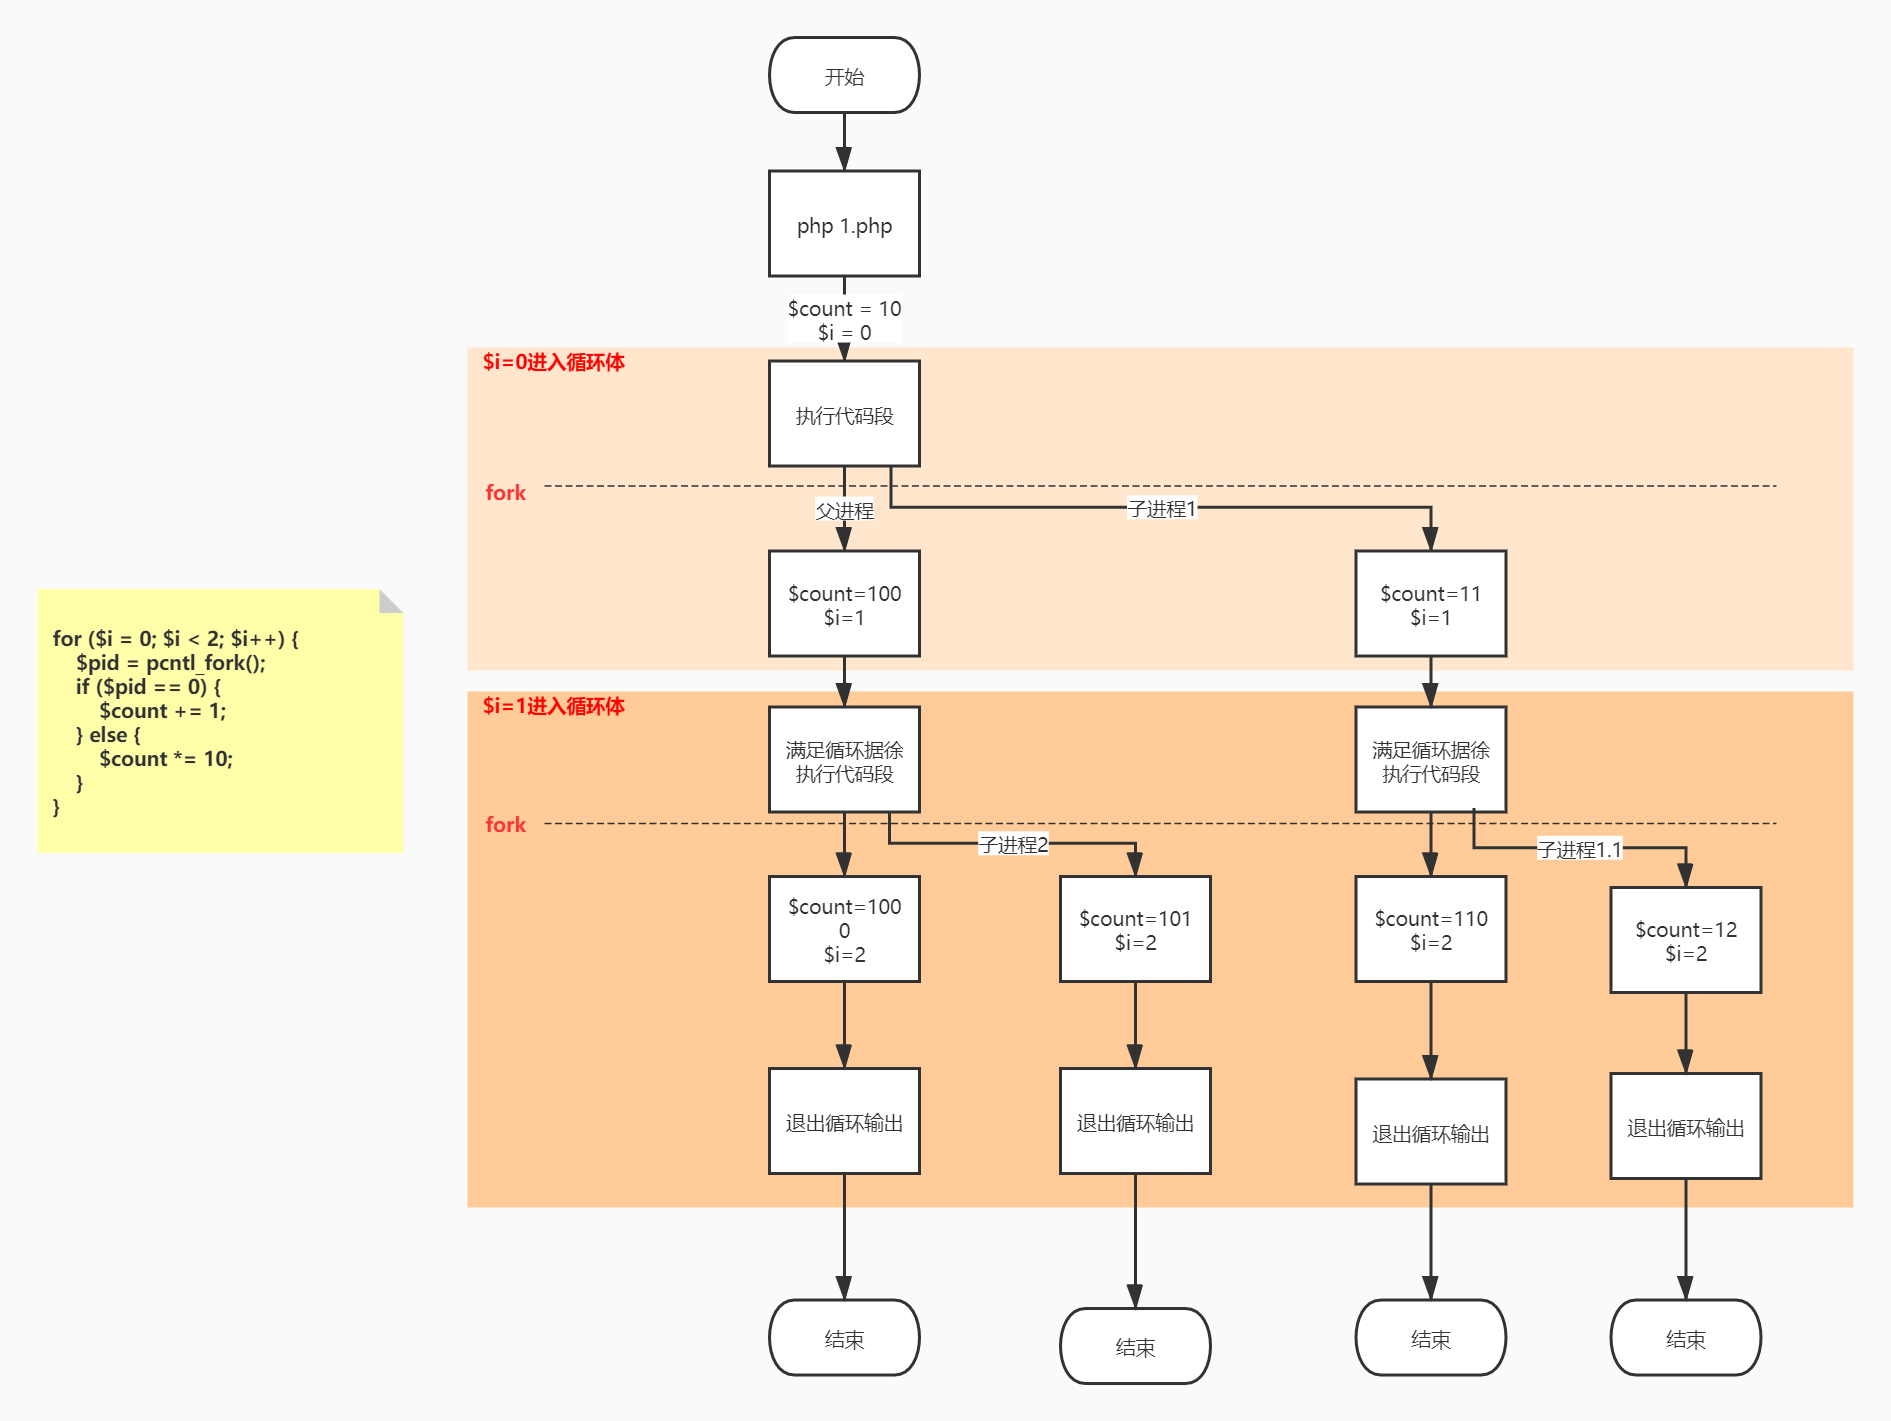 开始
php 1.php
$count = 10
$i = 0
$i=0进入循环体
执行代码段
fork
父进程
子进程1
$count=100
$i=1
$count=11
$i=1
for ($i = 0; $i < 2; $i++) {
$pid = pcntl_fork();
if ($pid == 0) {
$count += 1;
} else {
$count *= 10;
}
}
$i=1进入循环体
满足循环据徐
执行代码段
满足循环据徐
执行代码段
fork
子进程2
子进程1.1
$count=100
0
$i=2
$count=101
$i=2
$count=110
$i=2
$count=12
$i=2
退出循环输出
退出循环输出
退出循环输出
退出循环输出
结束
结束
结束
结束